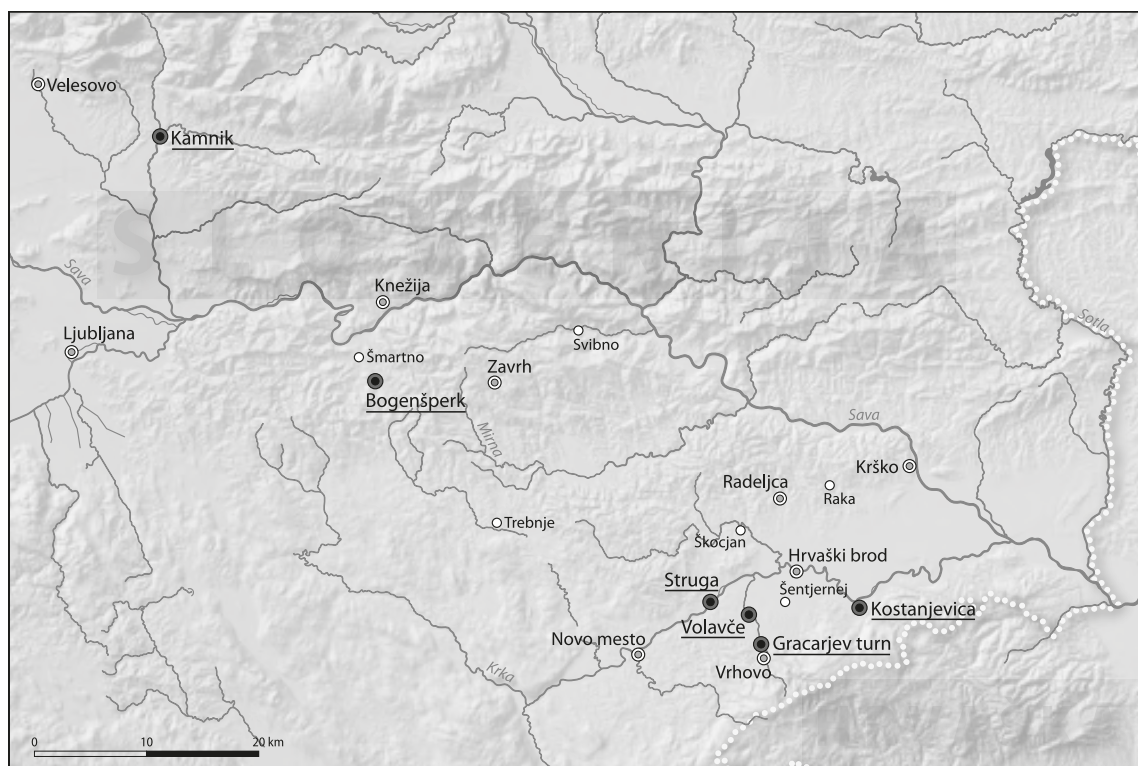 Velesovo
Kamnik
SLOVENIJA
Sava
Knežija
Ljubljana
Sotla
Svibno
Šmartno
Zavrh
Bogenšperk
Sava
Mirna
Krško
Radeljca
Raka
Trebnje
Škocjan
Hrvaški brod
Struga
Šentjernej
Kostanjevica
Volavče
Novo mesto
Gracarjev turn
Vrhovo
Krka
0 10 20 km